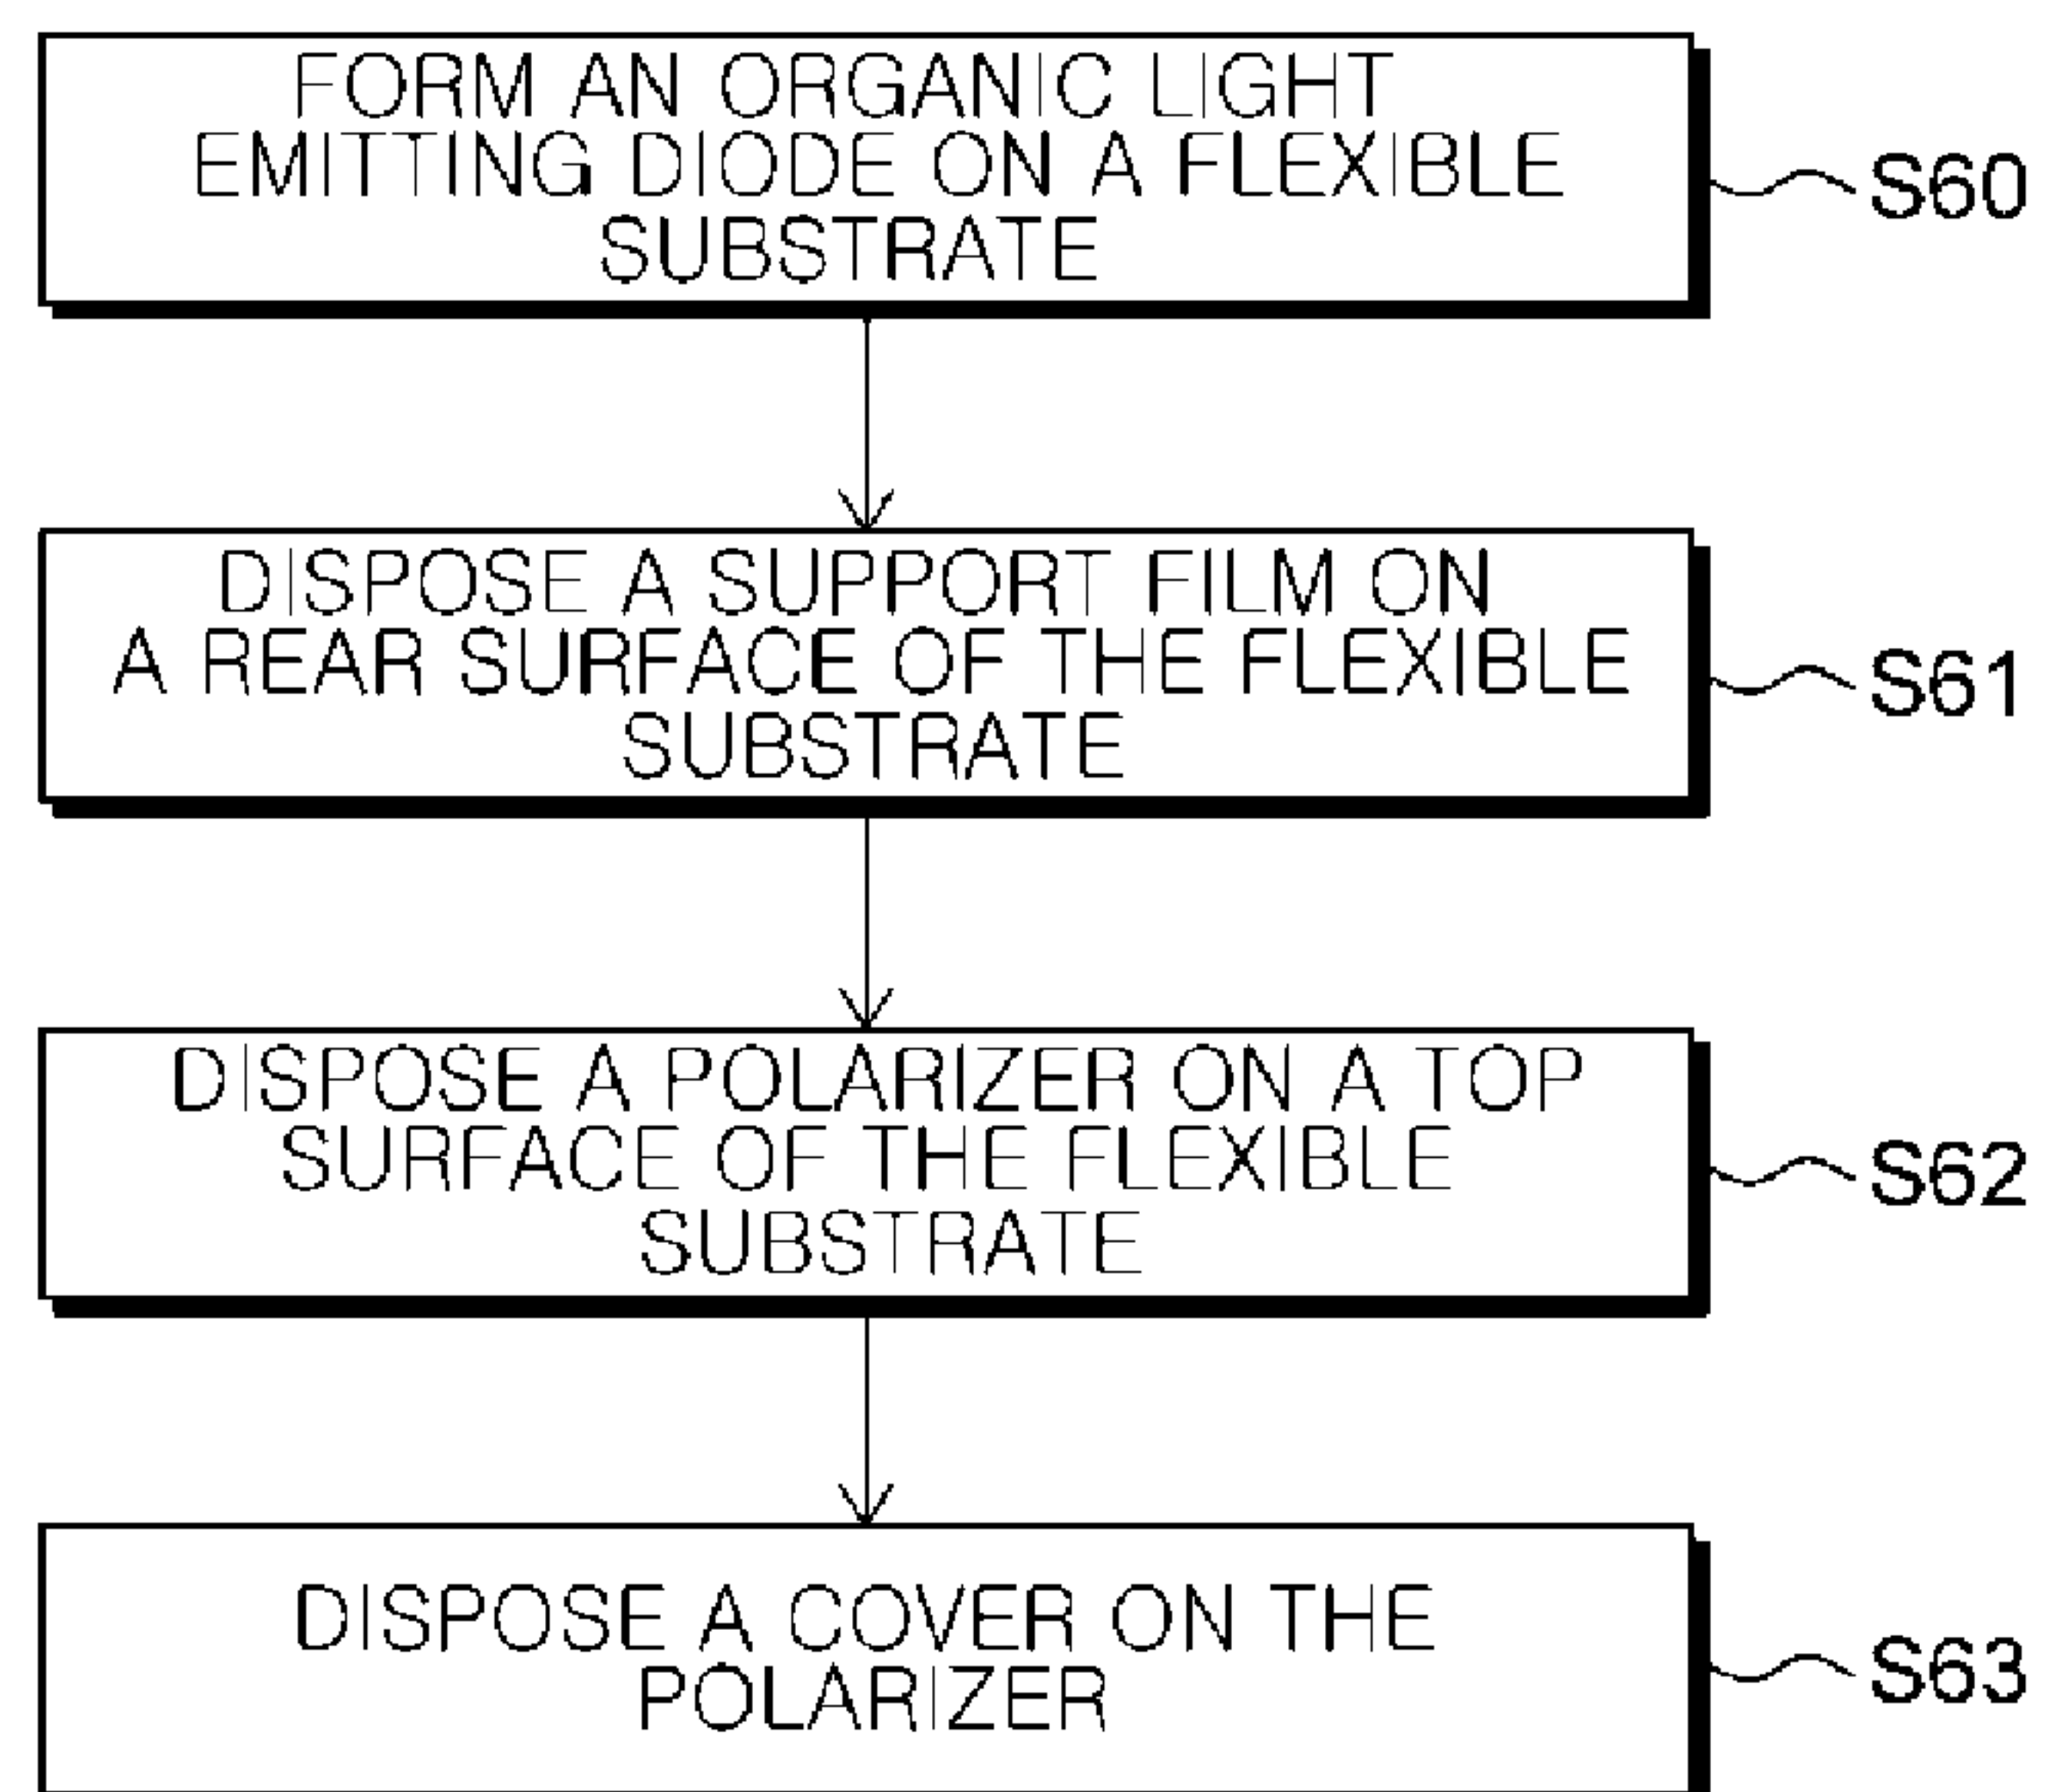 FORM AN ORGANIC LIGHT
EMITTING DIODE ON A FLEXIBLE
SUBSTRATE
S60
DISPOSE A SUPPORT FILM ON
A REAR SURFACE OF THE FLEXIBLE
SUBSTRATE
S61
DISPOSE A POLARIZER ON A TOP
SURFACE OF THE FLEXIBLE
SUBSTRATE
S62
DISPOSE A COVER ON THE
POLARIZER
S63